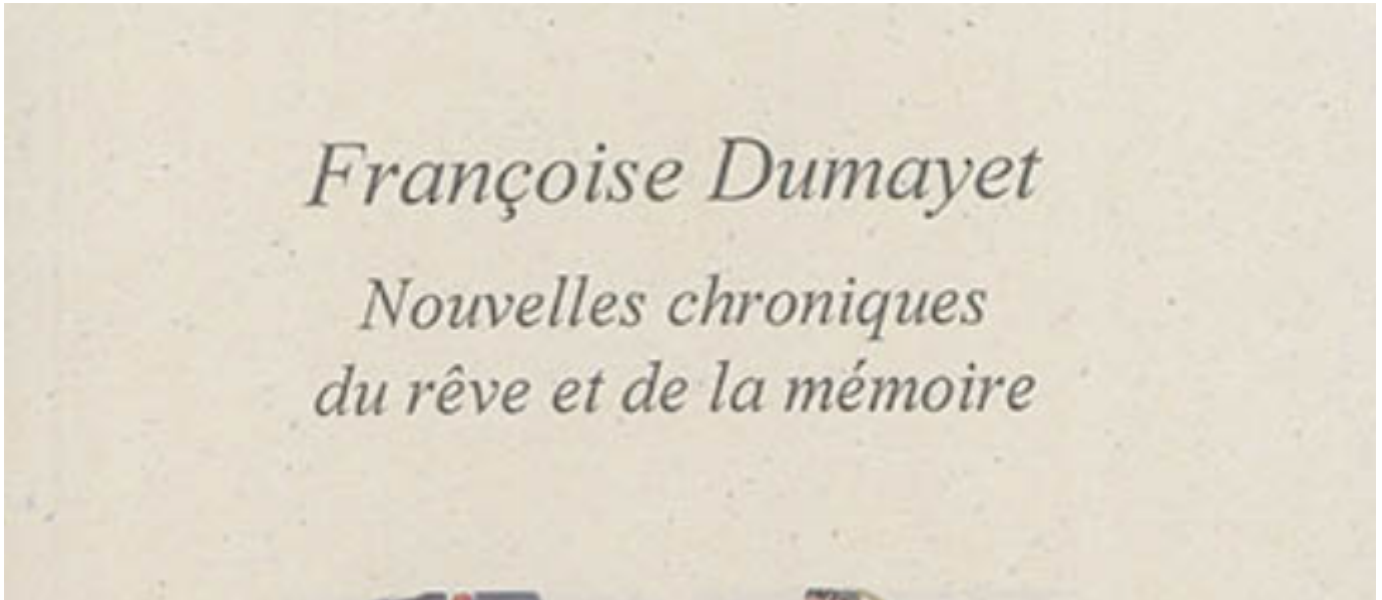 Françoise Dumayet
Nouvelles chroniques
du rêve et de la mémoire